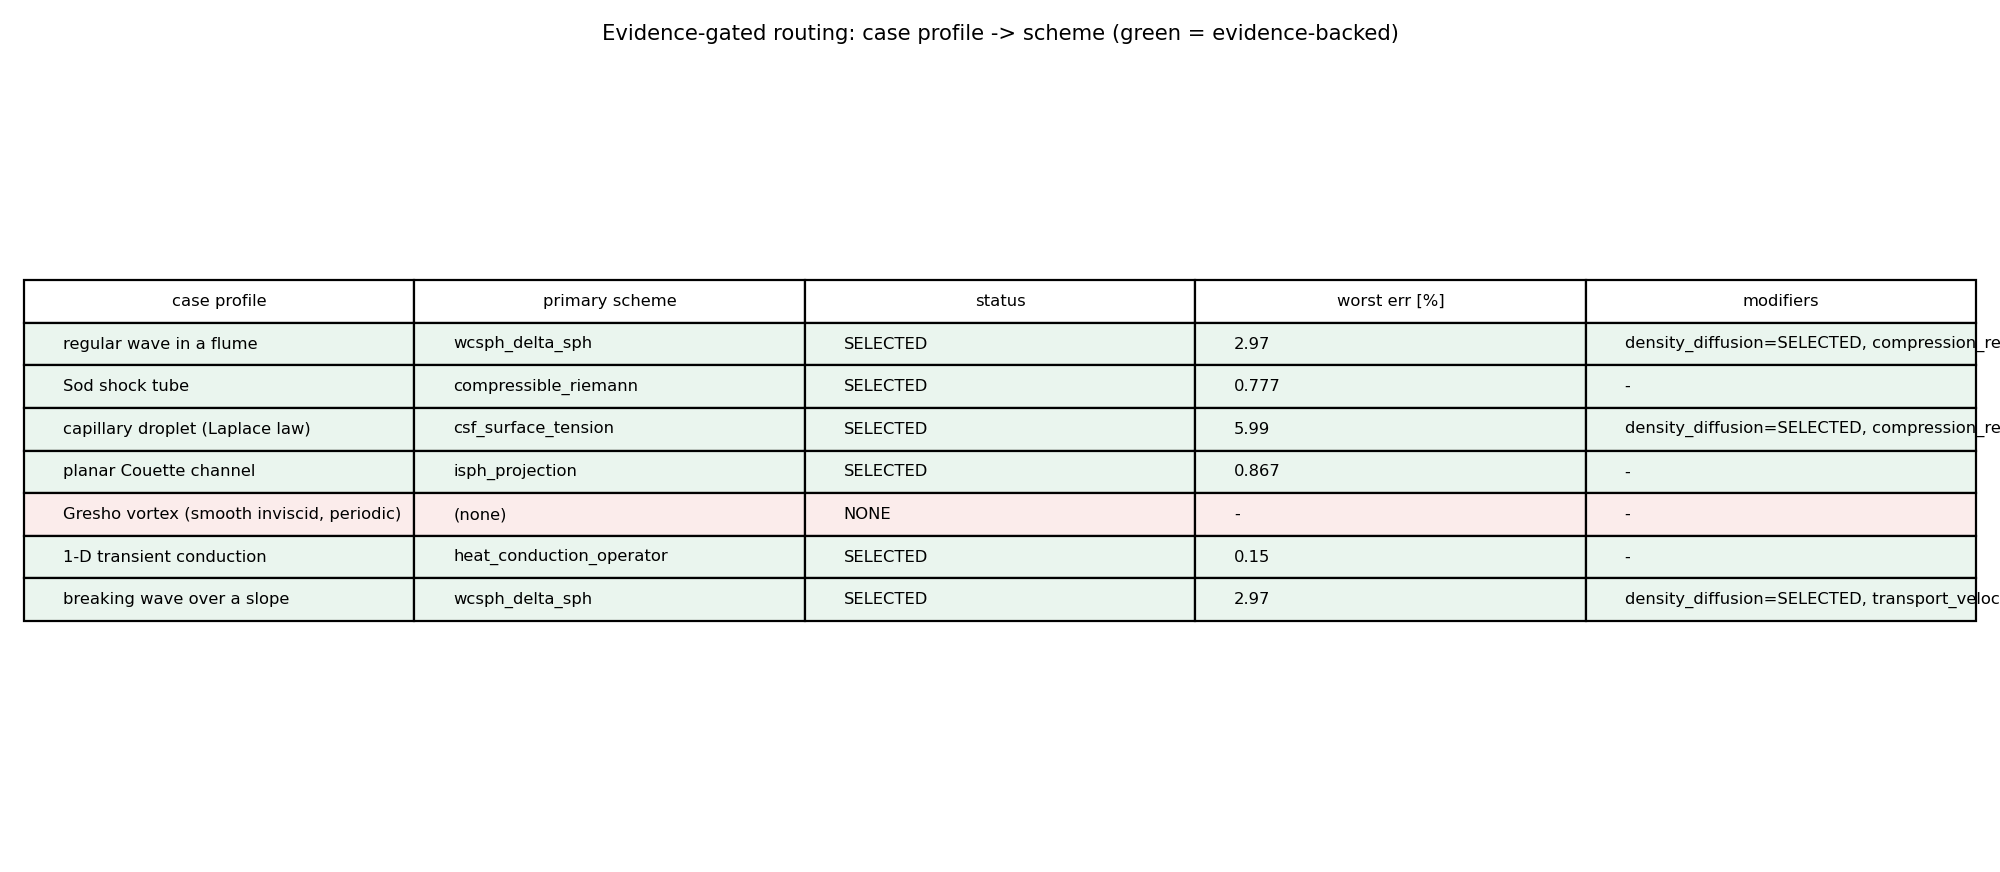 Evidence-gated routing: case profile -> scheme (green = evidence-backed)
case profile primary scheme status worst err [%] modifiers
regular wave in a flume wcsph_delta_sph SELECTED 2.97 density_diffusion=SELECTED, compression_re
Sod shock tube compressible_riemann SELECTED 0.777 -
capillary droplet (Laplace law) csf_surface_tension SELECTED 5.99 density_diffusion=SELECTED, compression_re
planar Couette channel isph_projection SELECTED 0.867 -
Gresho vortex (smooth inviscid, periodic) (none) NONE - -
1-D transient conduction heat_conduction_operator SELECTED 0.15 -
breaking wave over a slope wcsph_delta_sph SELECTED 2.97 density_diffusion=SELECTED, transport_veloc